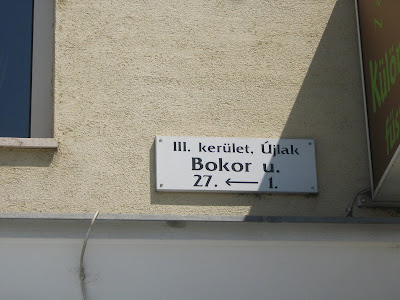 III. kerület, Újlak
Bokor u.
27. ← 1.